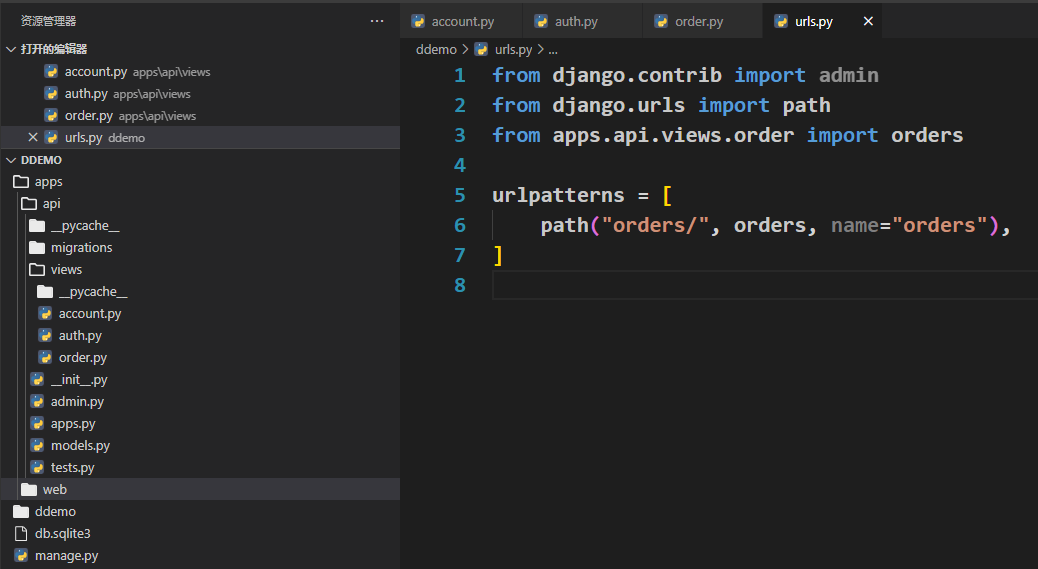 资源管理器 ···
打开的编辑器
account.py apps\api\views
auth.py apps\api\views
order.py apps\api\views
urls.py ddemo
DDEMO
apps
api
__pycache__
migrations
views
__pycache__
account.py
auth.py
order.py
__init__.py
admin.py
apps.py
models.py
tests.py
web
ddemo
db.sqlite3
manage.py
account.py auth.py order.py urls.py
ddemo > urls.py > ...
1 from django.contrib import admin
2 from django.urls import path
3 from apps.api.views.order import orders
4
5 urlpatterns = [
6     path("orders/", orders, name="orders"),
7 ]
8